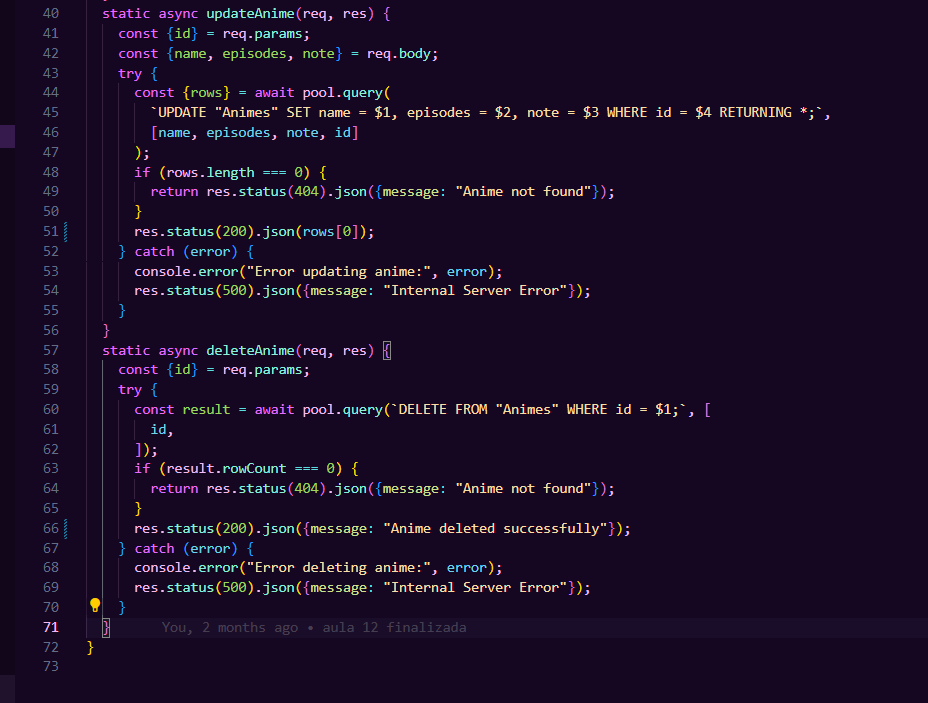 40 static async updateAnime(req, res) {
41 const {id} = req.params;
42 const {name, episodes, note} = req.body;
43 try {
44 const {rows} = await pool.query(
45 `UPDATE "Animes" SET name = $1, episodes = $2, note = $3 WHERE id = $4 RETURNING *;`,
46 [name, episodes, note, id]
47 );
48 if (rows.length === 0) {
49 return res.status(404).json({message: "Anime not found"});
50 }
51 res.status(200).json(rows[0]);
52 } catch (error) {
53 console.error("Error updating anime:", error);
54 res.status(500).json({message: "Internal Server Error"});
55 }
56 }
57 static async deleteAnime(req, res) {
58 const {id} = req.params;
59 try {
60 const result = await pool.query(`DELETE FROM "Animes" WHERE id = $1;`, [
61 id,
62 ]);
63 if (result.rowCount === 0) {
64 return res.status(404).json({message: "Anime not found"});
65 }
66 res.status(200).json({message: "Anime deleted successfully"});
67 } catch (error) {
68 console.error("Error deleting anime:", error);
69 res.status(500).json({message: "Internal Server Error"});
70 }
71 } You, 2 months ago • aula 12 finalizada
72 }
73